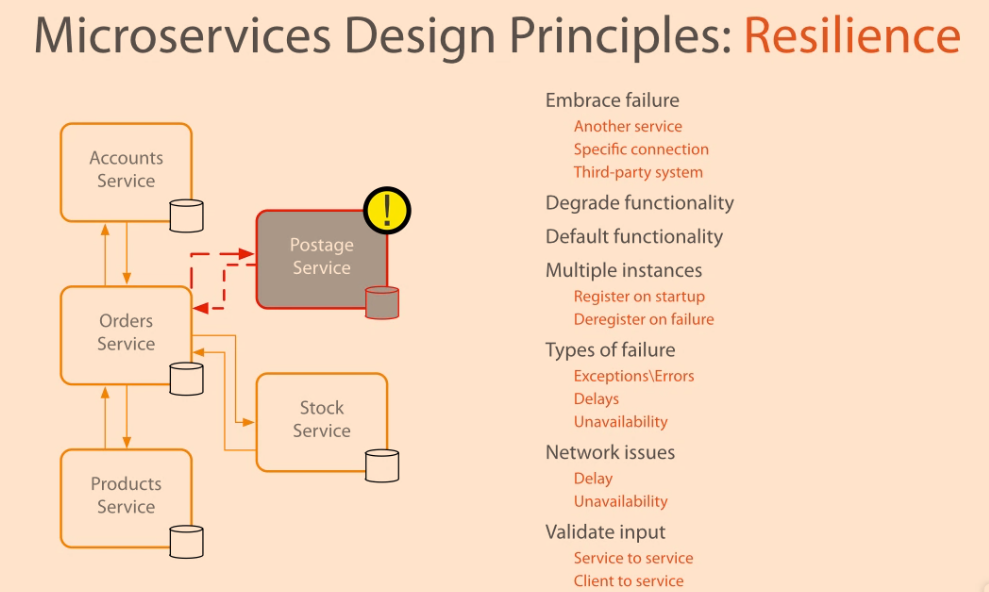 Microservices Design Principles: Resilience
Accounts
Service
!
Postage
Service
Orders
Service
Stock
Service
Products
Service
Embrace failure
Another service
Specific connection
Third-party system
Degrade functionality
Default functionality
Multiple instances
Register on startup
Deregister on failure
Types of failure
Exceptions\Errors
Delays
Unavailability
Network issues
Delay
Unavailability
Validate input
Service to service
Client to service